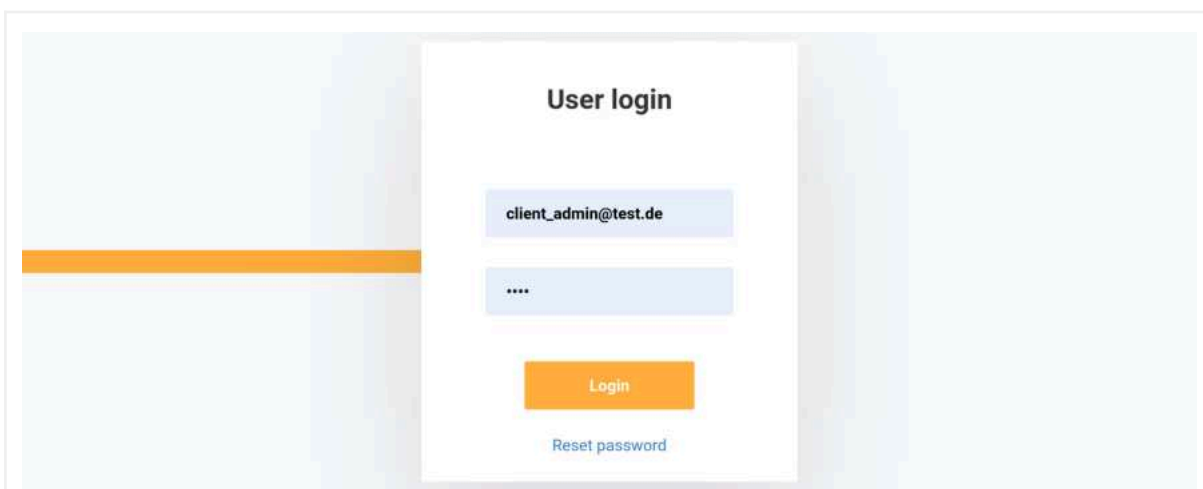 User login
client_admin@test.de
••••
Login
Reset password